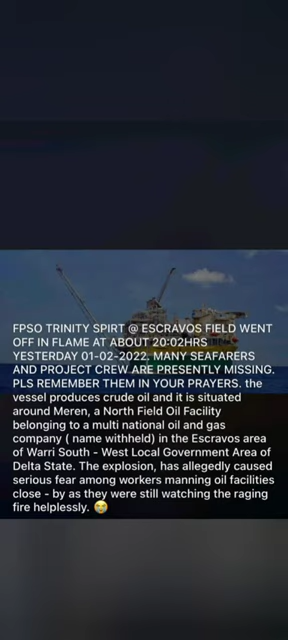 FPSO TRINITY SPIRT @ ESCRAVOS FIELD WENT
OFF IN FLAME AT ABOUT 20:02HRS
YESTERDAY 01-02-2022, MANY SEAFARERS
AND PROJECT CREW ARE PRESENTLY MISSING.
PLS REMEMBER THEM IN YOUR PRAYERS. the
vessel produces crude oil and it is situated
around Meren, a North Field Oil Facility
belonging to a multi national oil and gas
company ( name withheld) in the Escravos area
of Warri South - West Local Government Area of
Delta State. The explosion, has allegedly caused
serious fear among workers manning oil facilities
close - by as they were still watching the raging
fire helplessly. 😭